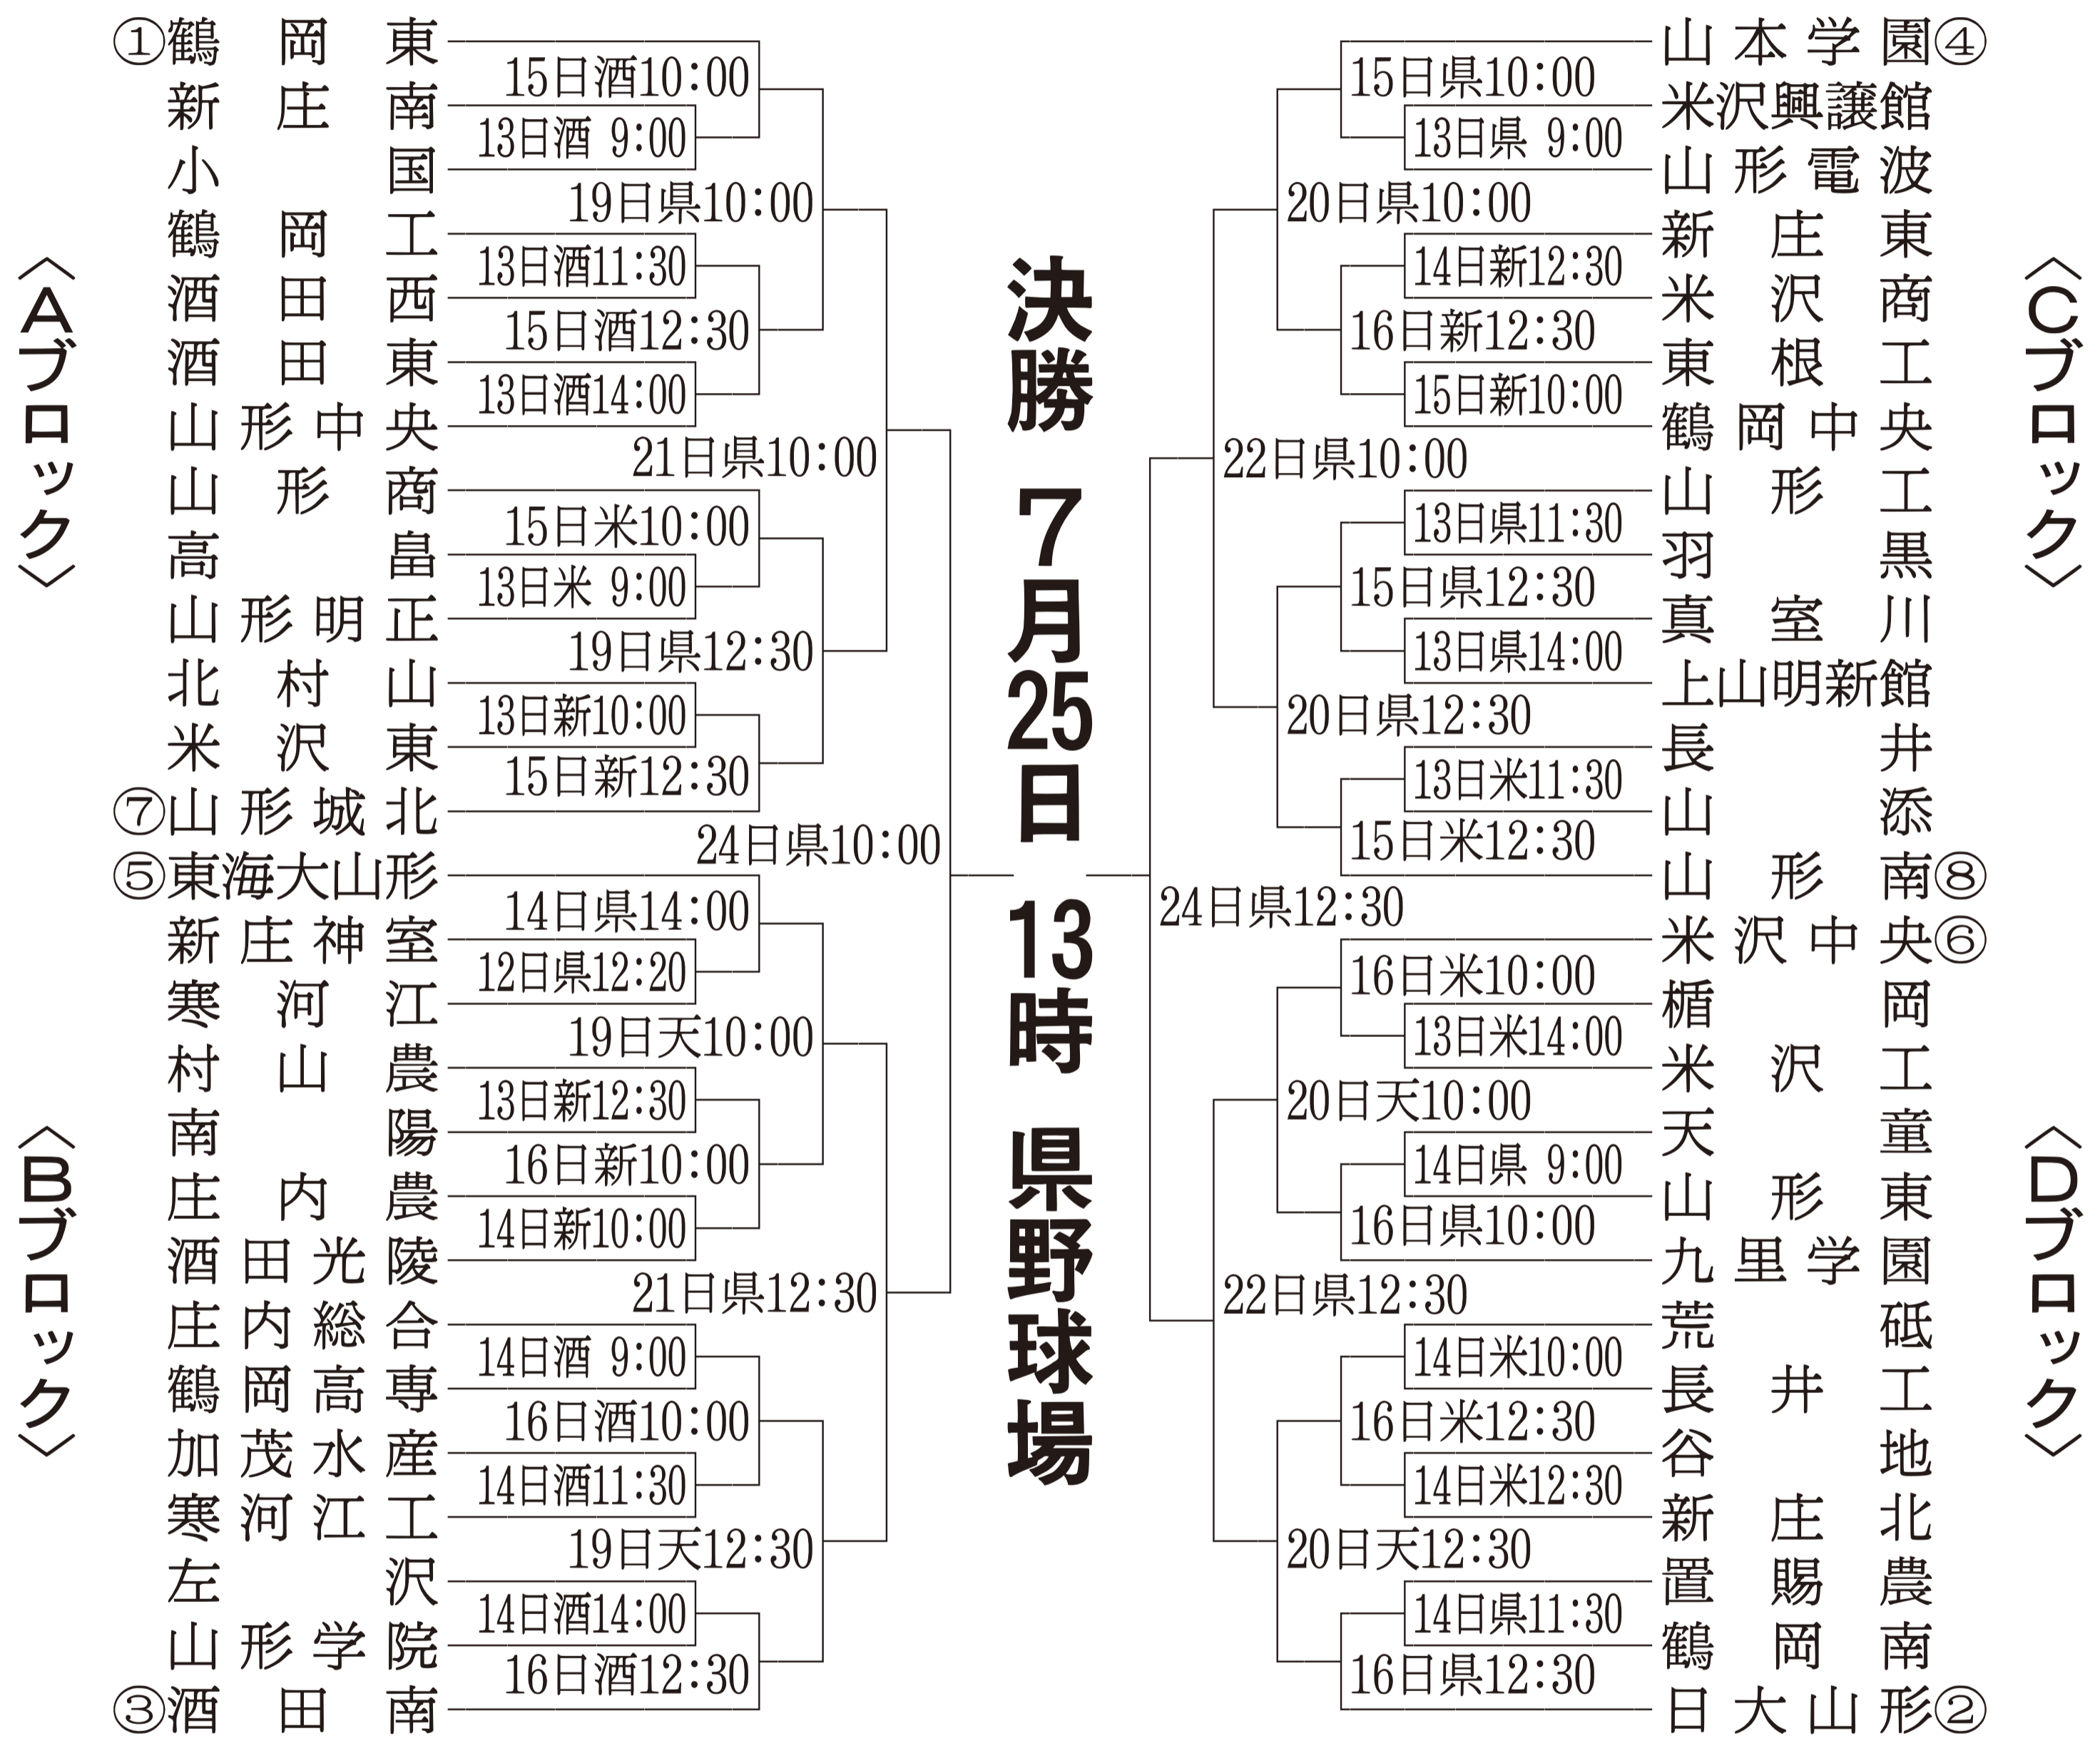 〈Aブロック〉
①鶴岡東
新庄南
小国
鶴岡工
酒田西
酒田東
山形中央
山形商
高畠
山形明正
北村山
米沢東
⑦山形城北
15日酒10:00
13日酒 9:00
19日県10:00
13日酒11:30
15日酒12:30
13日酒14:00
21日県10:00
15日米10:00
13日米 9:00
19日県12:30
13日新10:00
15日新12:30
24日県10:00
〈Bブロック〉
⑤東海大山形
新庄神室
寒河江
村山農
南陽
庄内農
酒田光陵
庄内総合
鶴岡高専
加茂水産
寒河江工
左沢
山形学院
③酒田南
14日県14:00
12日県12:20
19日天10:00
13日新12:30
16日新10:00
14日新10:00
21日県12:30
14日酒 9:00
16日酒10:00
14日酒11:30
19日天12:30
14日酒14:00
16日酒12:30
決勝 7月25日 13時 県野球場
〈Cブロック〉
山本学園④
米沢興譲館
山形電波
新庄東
米沢商
東根工
鶴岡中央
山形工
羽黒
真室川
上山明新館
長井
山添
山形南⑧
15日県10:00
13日県 9:00
20日県10:00
14日新12:30
16日新12:30
15日新10:00
22日県10:00
13日県11:30
15日県12:30
13日県14:00
20日県12:30
13日米11:30
15日米12:30
24日県12:30
〈Dブロック〉
米沢中央⑥
楯岡
米沢工
天童
山形東
九里学園
荒砥
長井工
谷地
新庄北
置賜農
鶴岡南
日大山形②
16日米10:00
13日米14:00
20日天10:00
14日県 9:00
16日県10:00
22日県12:30
14日米10:00
16日米12:30
14日米12:30
20日天12:30
14日県11:30
16日県12:30